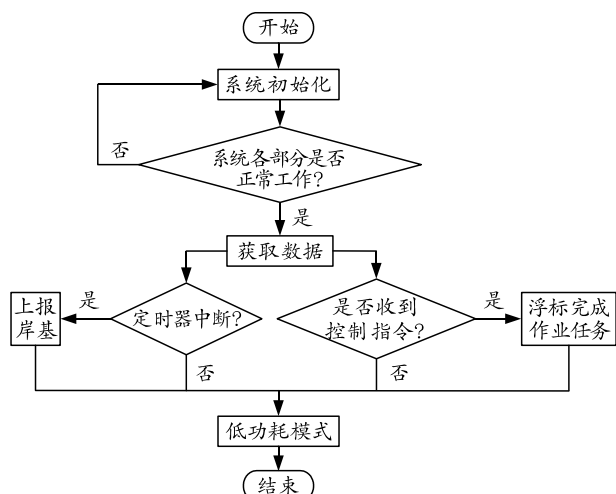 开始
系统初始化
否
系统各部分是否
正常工作?
是
获取数据
上报
岸基
是
定时器中断?
是否收到
控制指令?
是
浮标完成
作业任务
否
否
低功耗模式
结束